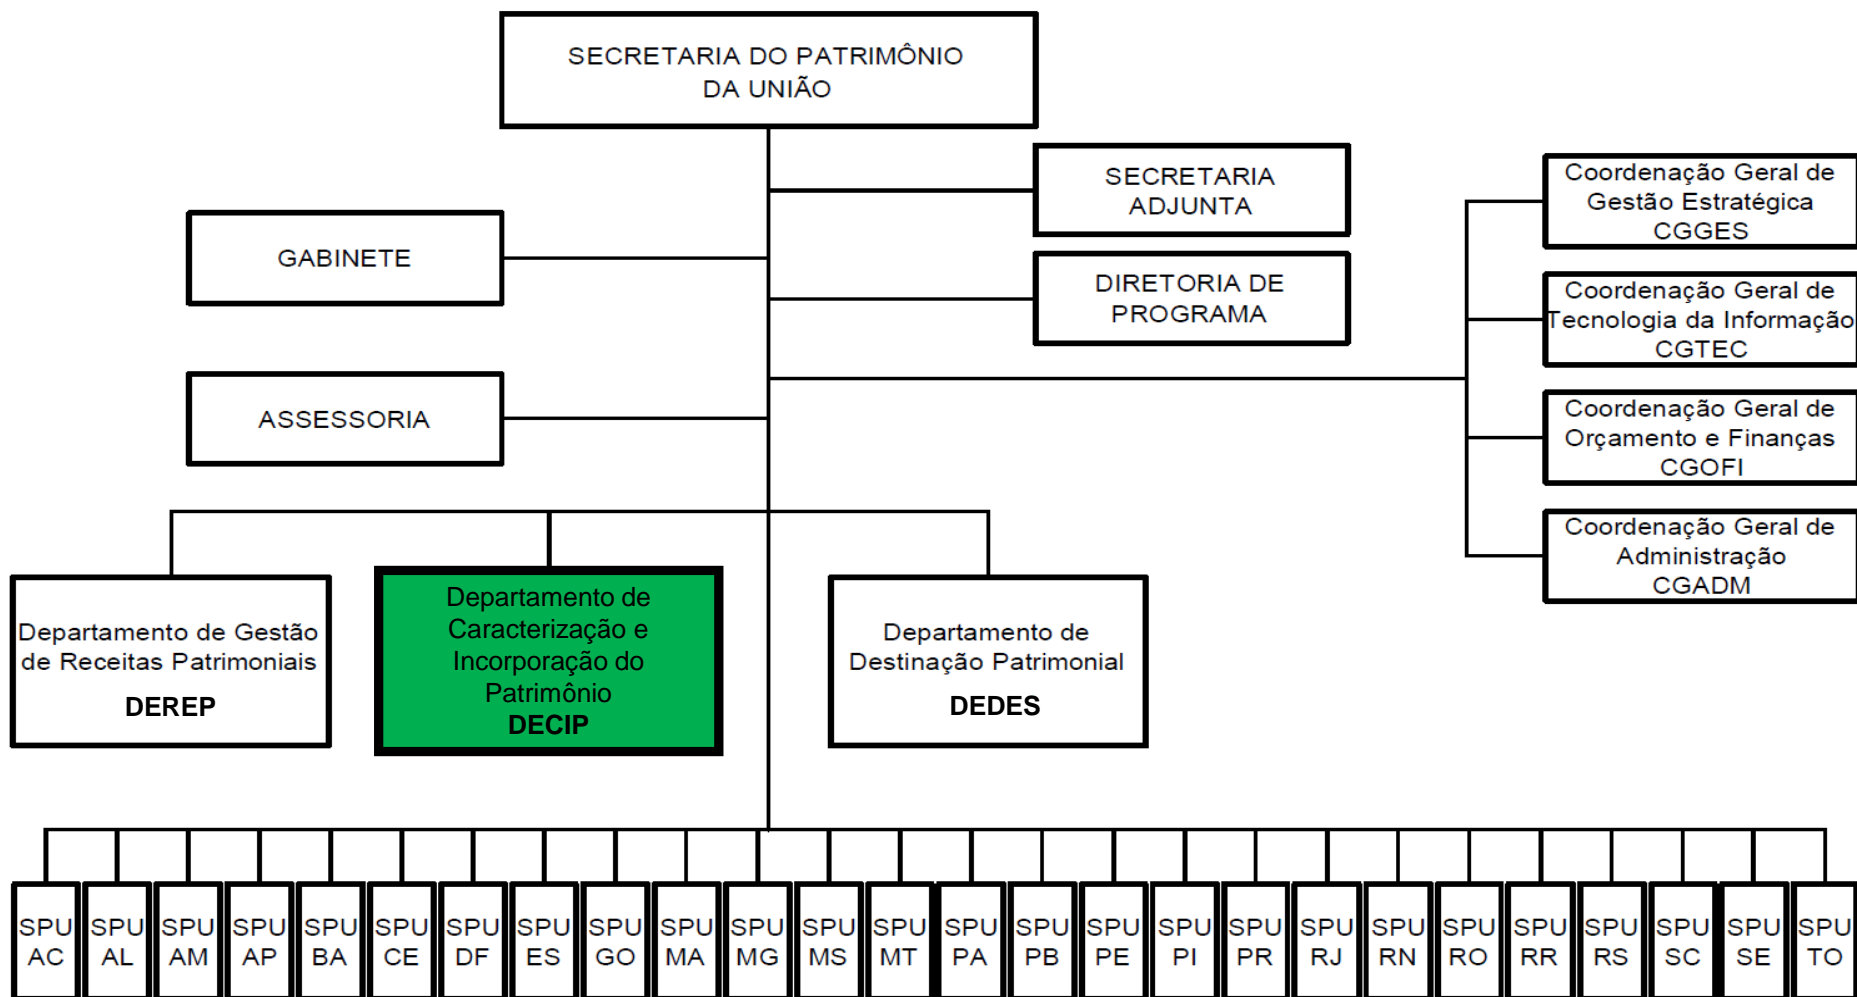 SECRETARIA DO PATRIMÔNIO
DA UNIÃO
SECRETARIA
ADJUNTA
GABINETE
DIRETORIA DE
PROGRAMA
ASSESSORIA
Coordenação Geral de
Gestão Estratégica
CGGES
Coordenação Geral de
Tecnologia da Informação
CGTEC
Coordenação Geral de
Orçamento e Finanças
CGOFI
Coordenação Geral de
Administração
CGADM
Departamento de Gestão
de Receitas Patrimoniais
DEREP
Departamento de
Caracterização e
Incorporação do
Patrimônio
DECIP
Departamento de
Destinação Patrimonial
DEDES
SPU
AC
SPU
AL
SPU
AM
SPU
AP
SPU
BA
SPU
CE
SPU
DF
SPU
ES
SPU
GO
SPU
MA
SPU
MG
SPU
MS
SPU
MT
SPU
PA
SPU
PB
SPU
PE
SPU
PI
SPU
PR
SPU
RJ
SPU
RN
SPU
RO
SPU
RR
SPU
RS
SPU
SC
SPU
SE
SPU
TO